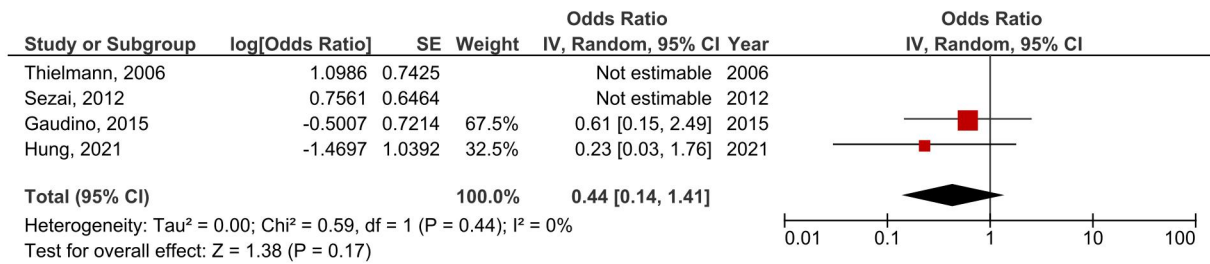 Odds Ratio Odds Ratio
Study or Subgroup log[Odds Ratio] SE Weight IV, Random, 95% CI Year IV, Random, 95% CI
Thielmann, 2006 1.0986 0.7425 Not estimable 2006
Sezai, 2012 0.7561 0.6464 Not estimable 2012
Gaudino, 2015 -0.5007 0.7214 67.5% 0.61 [0.15, 2.49] 2015
Hung, 2021 -1.4697 1.0392 32.5% 0.23 [0.03, 1.76] 2021
Total (95% CI) 100.0% 0.44 [0.14, 1.41]
Heterogeneity: Tau² = 0.00; Chi² = 0.59, df = 1 (P = 0.44); I² = 0%
0.01 0.1 1 10 100
Test for overall effect: Z = 1.38 (P = 0.17)